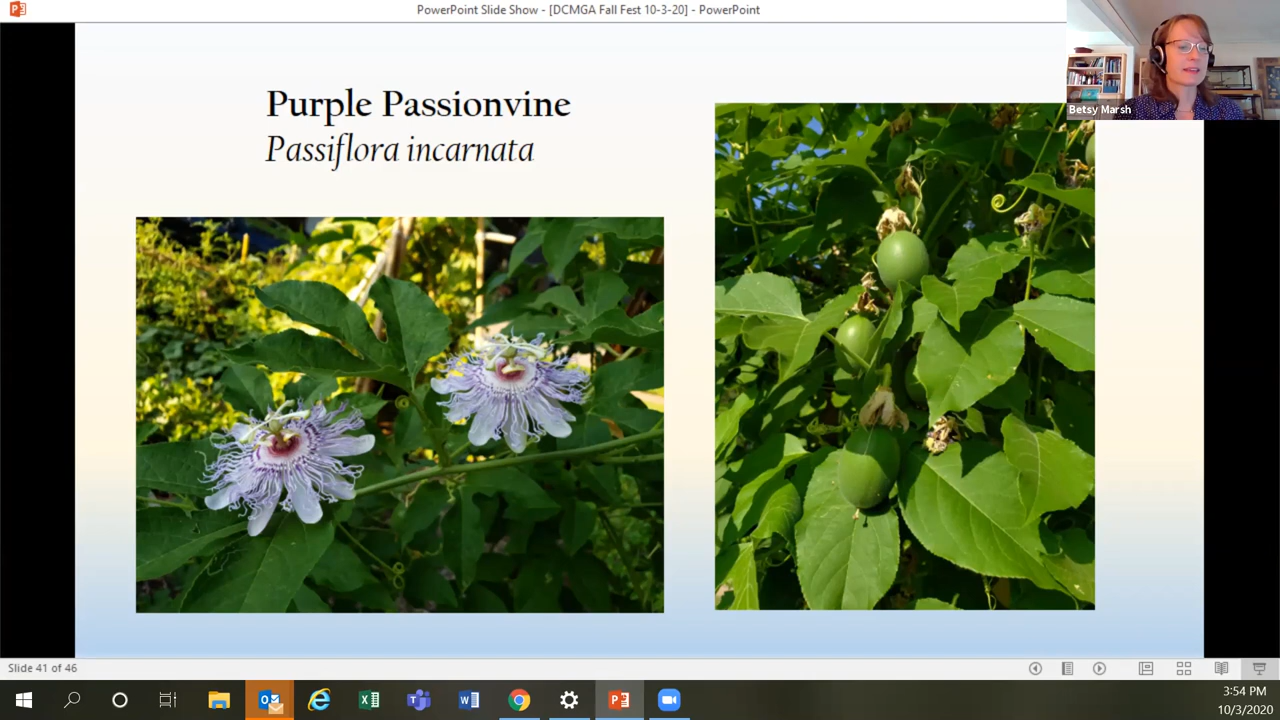 PowerPoint Slide Show - [DCMGA Fall Fest 10-3-20] - PowerPoint
Betsy Marsh
Purple Passionvine
Passiflora incarnata
Slide 41 of 46
3:54 PM
10/3/2020